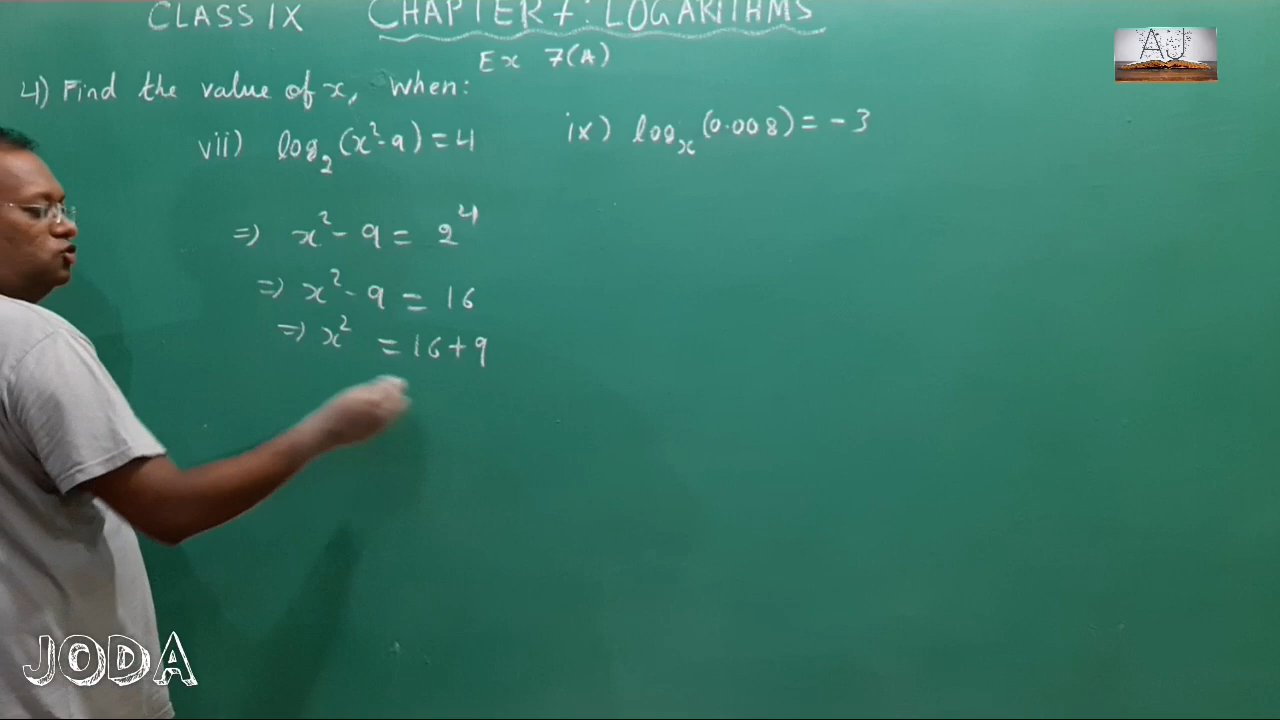 CLASS IX CHAPTER 7: LOGARITHMS
Ex 7(A)
4) Find the value of x, when:
vii) log₂(x²-9)=4
ix) logₓ(0.008)=-3
=) x²-9=2⁴
=) x²-9=16
=) x² =16+9
AJ
JODA